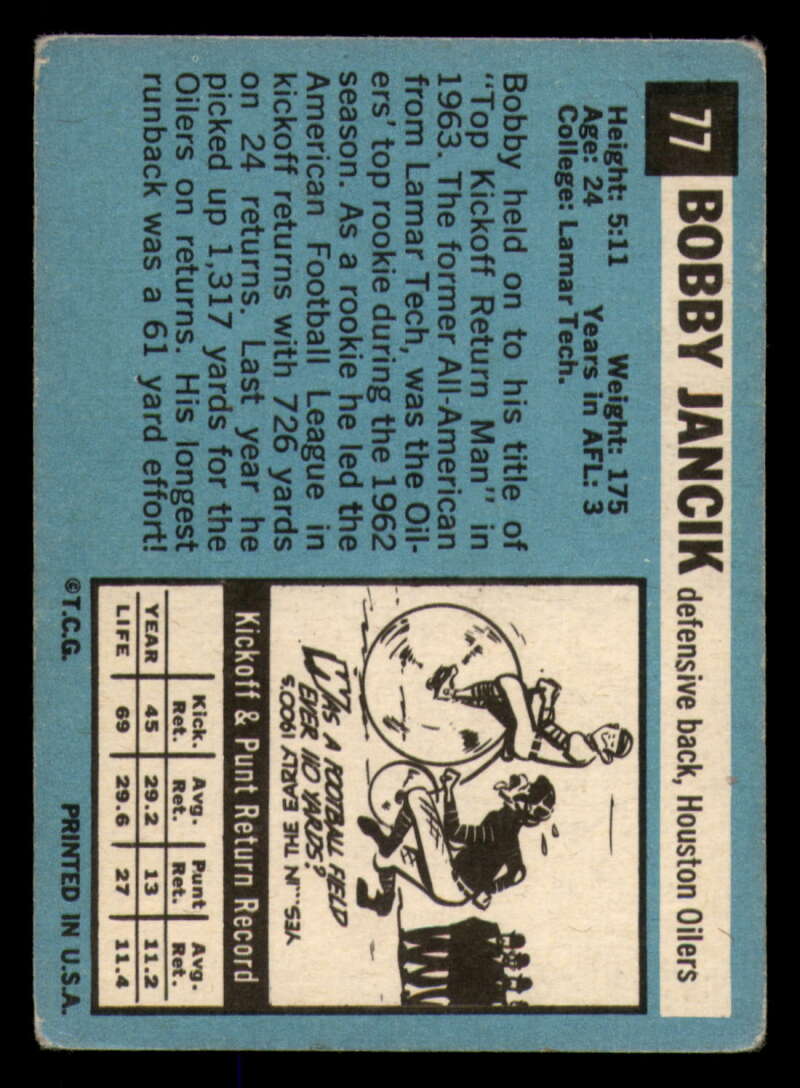 77 BOBBY JANCIK defensive back, Houston Oilers
Height: 5:11 Weight: 175
Age: 24 Years in AFL: 3
College: Lamar Tech.
Bobby held on to his title of
"Top Kickoff Return Man" in
1963. The former All-American
from Lamar Tech, was the Oil-
ers' top rookie during the 1962
season. As a rookie he led the
American Football League in
kickoff returns with 726 yards
on 24 returns. Last year he
picked up 1,317 yards for the
Oilers on returns. His longest
runback was a 61 yard effort!
WAS A FOOTBALL FIELD
EVER 110 YARDS?
YES...IN THE EARLY 1900'S
Kickoff & Punt Return Record
Kick. Avg. Punt Avg.
Ret. Ret. Ret. Ret.
YEAR 45 29.2 13 11.2
LIFE 69 29.6 27 11.4
©T.C.G. PRINTED IN U.S.A.